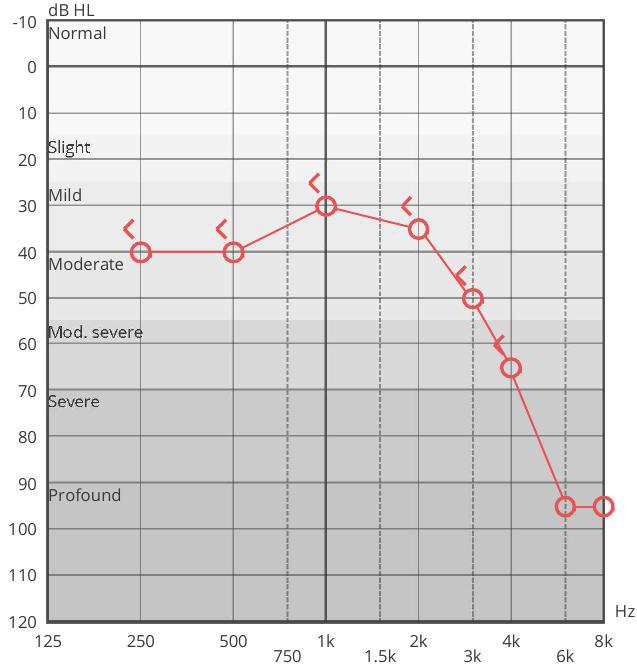 dB HL
-10
Normal
0
10
Slight
20
Mild
30
40
Moderate
50
Mod. severe
60
70
Severe
80
90
Profound
100
110
120
Hz
125 250 500 1k 2k 4k 8k
750 1.5k 3k 6k